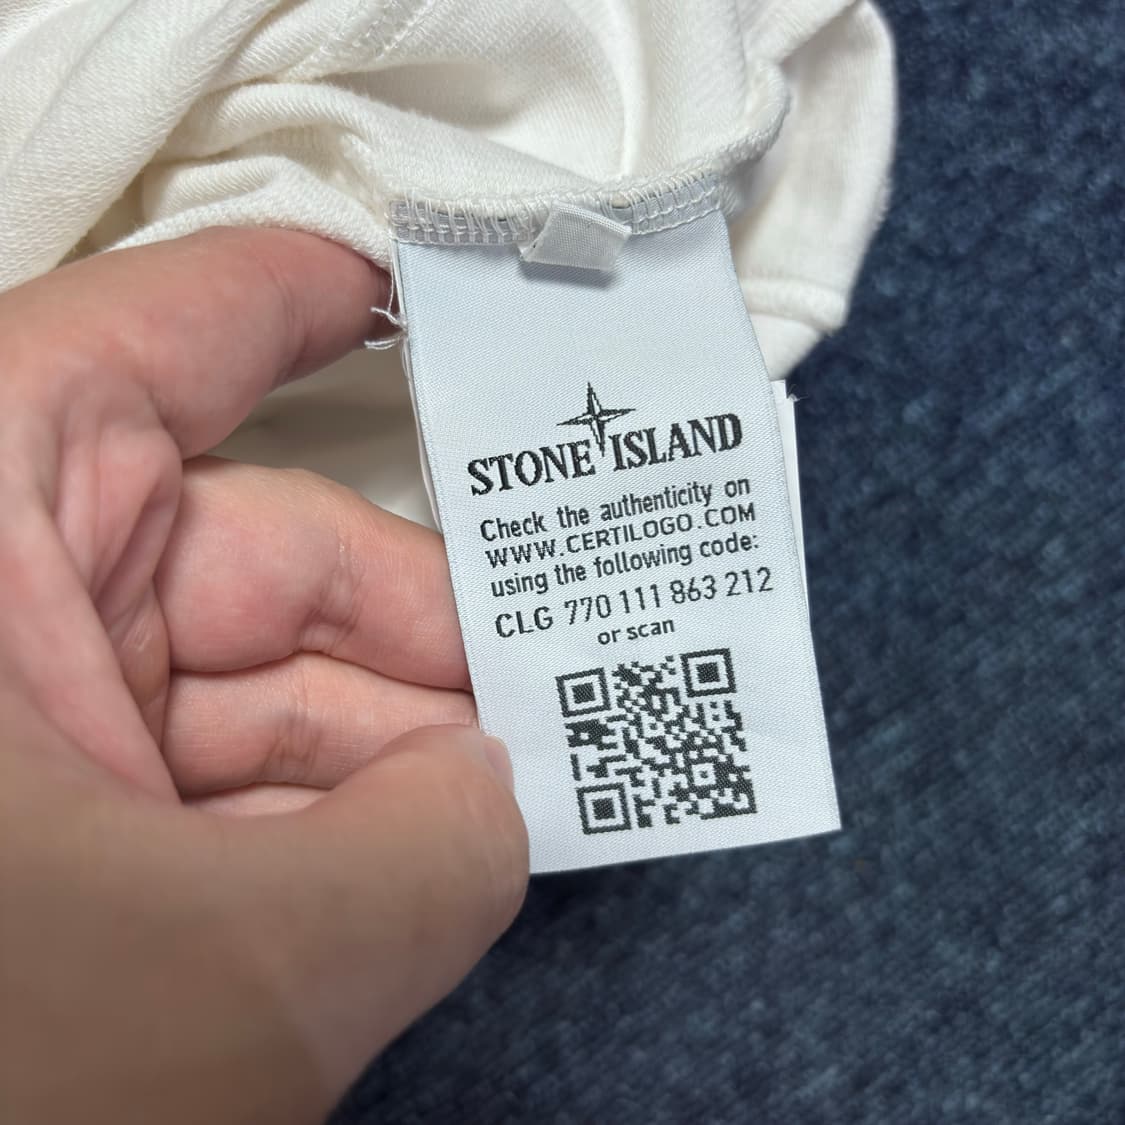 STONE ISLAND
Check the authenticity on
WWW.CERTILOGO.COM
using the following code:
CLG 770 111 863 212
or scan